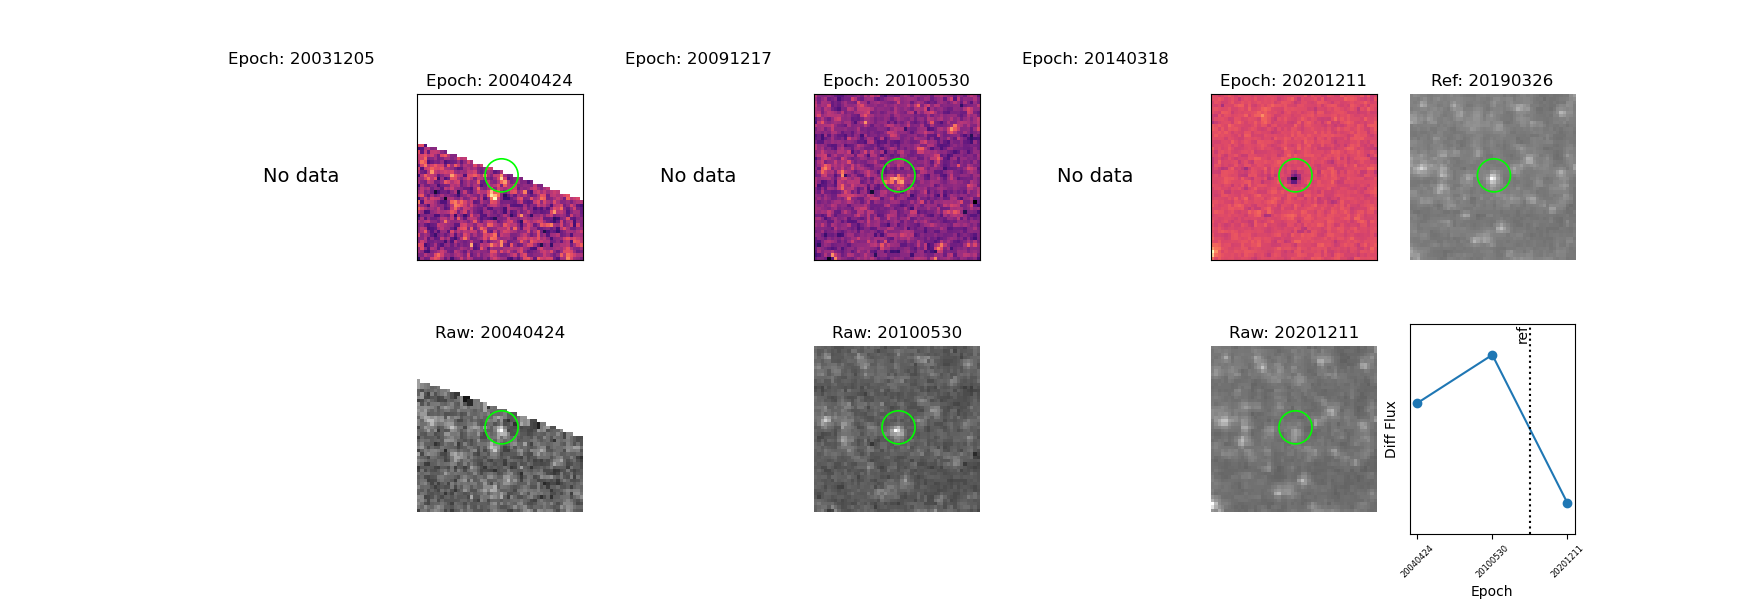 Epoch: 20031205
Epoch: 20040424
Epoch: 20091217
Epoch: 20100530
Epoch: 20140318
Epoch: 20201211
Ref: 20190326
No data
No data
No data
Raw: 20040424
Raw: 20100530
Raw: 20201211
ref
Diff Flux
20040424
20100530
20201211
Epoch